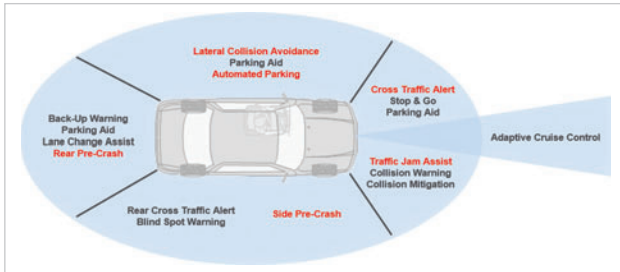 Lateral Collision Avoidance
Parking Aid
Automated Parking
Cross Traffic Alert
Stop & Go
Parking Aid
Back-Up Warning
Parking Aid
Lane Change Assist
Rear Pre-Crash
Adaptive Cruise Control
Traffic Jam Assist
Collision Warning
Collision Mitigation
Rear Cross Traffic Alert
Blind Spot Warning
Side Pre-Crash